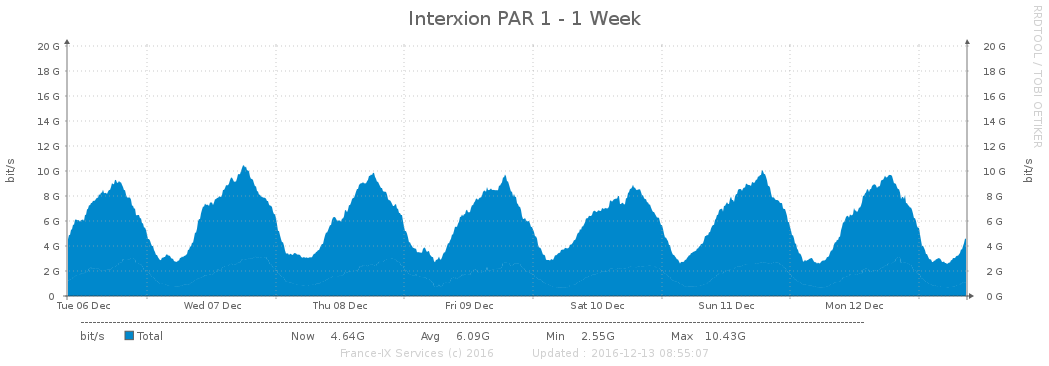 Interxion PAR 1 - 1 Week
RRDTOOL / TOBI OETIKER
bit/s
bit/s
20 G 20 G
18 G 18 G
16 G 16 G
14 G 14 G
12 G 12 G
10 G 10 G
8 G 8 G
6 G 6 G
4 G 4 G
2 G 2 G
0 0 G
Tue 06 Dec Wed 07 Dec Thu 08 Dec Fri 09 Dec Sat 10 Dec Sun 11 Dec Mon 12 Dec
bit/s Total Now 4.64G Avg 6.09G Min 2.55G Max 10.43G
France-IX Services (c) 2016 Updated : 2016-12-13 08:55:07